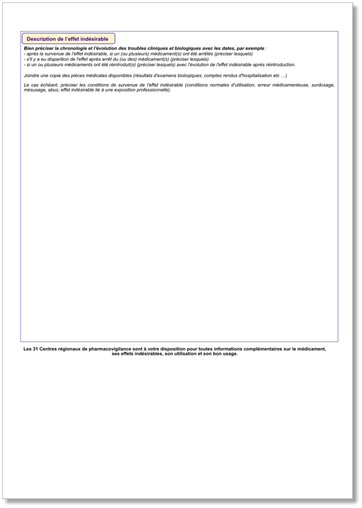 Description de l'effet indésirable
Bien préciser la chronologie et l'évolution des troubles cliniques et biologiques avec les dates, par exemple :
- après la survenue de l'effet indésirable, si un (ou plusieurs) médicament(s) ont été arrêtés (préciser lesquels)
- s'il y a eu disparition de l'effet après arrêt du (ou des) médicament(s) (préciser lesquels)
- si un ou plusieurs médicaments ont été réintroduit(s) (préciser lesquels) avec l'évolution de l'effet indésirable après réintroduction.
Joindre une copie des pièces médicales disponibles (résultats d'examens biologiques, comptes rendus d'hospitalisation etc ...)
Le cas échéant, préciser les conditions de survenue de l'effet indésirable (conditions normales d'utilisation, erreur médicamenteuse, surdosage,
mésusage, abus, effet indésirable lié à une exposition professionnelle).
Les 31 Centres régionaux de pharmacovigilance sont à votre disposition pour toutes informations complémentaires sur le médicament,
ses effets indésirables, son utilisation et son bon usage.